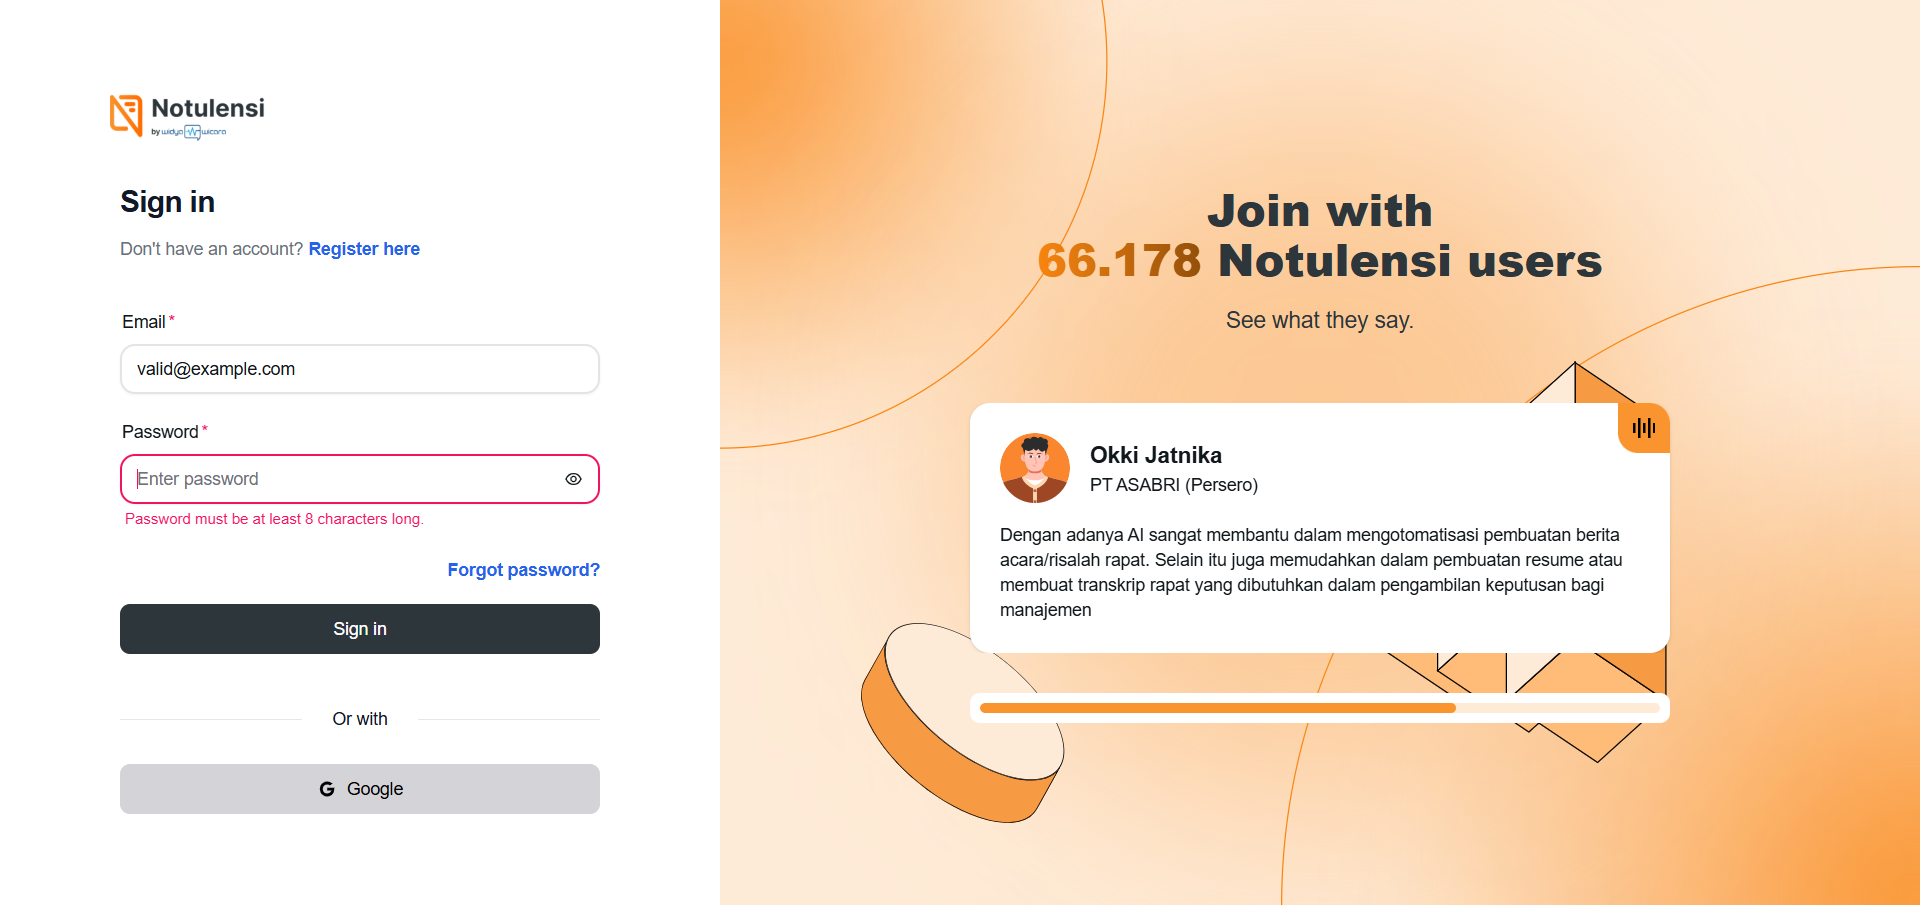 Notulensi
by widya wicara
Sign in
Don't have an account? Register here
Email *
valid@example.com
Password *
Enter password
Password must be at least 8 characters long.
Forgot password?
Sign in
Or with
Google
Join with
66.178 Notulensi users
See what they say.
Okki Jatnika
PT ASABRI (Persero)
Dengan adanya AI sangat membantu dalam mengotomatisasi pembuatan berita
acara/risalah rapat. Selain itu juga memudahkan dalam pembuatan resume atau
membuat transkrip rapat yang dibutuhkan dalam pengambilan keputusan bagi
manajemen